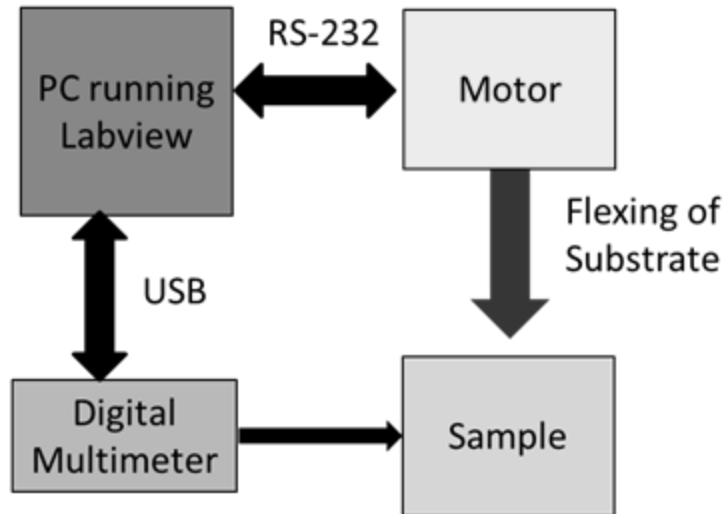 RS-232
PC running
Labview
Motor
Flexing of
Substrate
USB
Digital
Multimeter
Sample